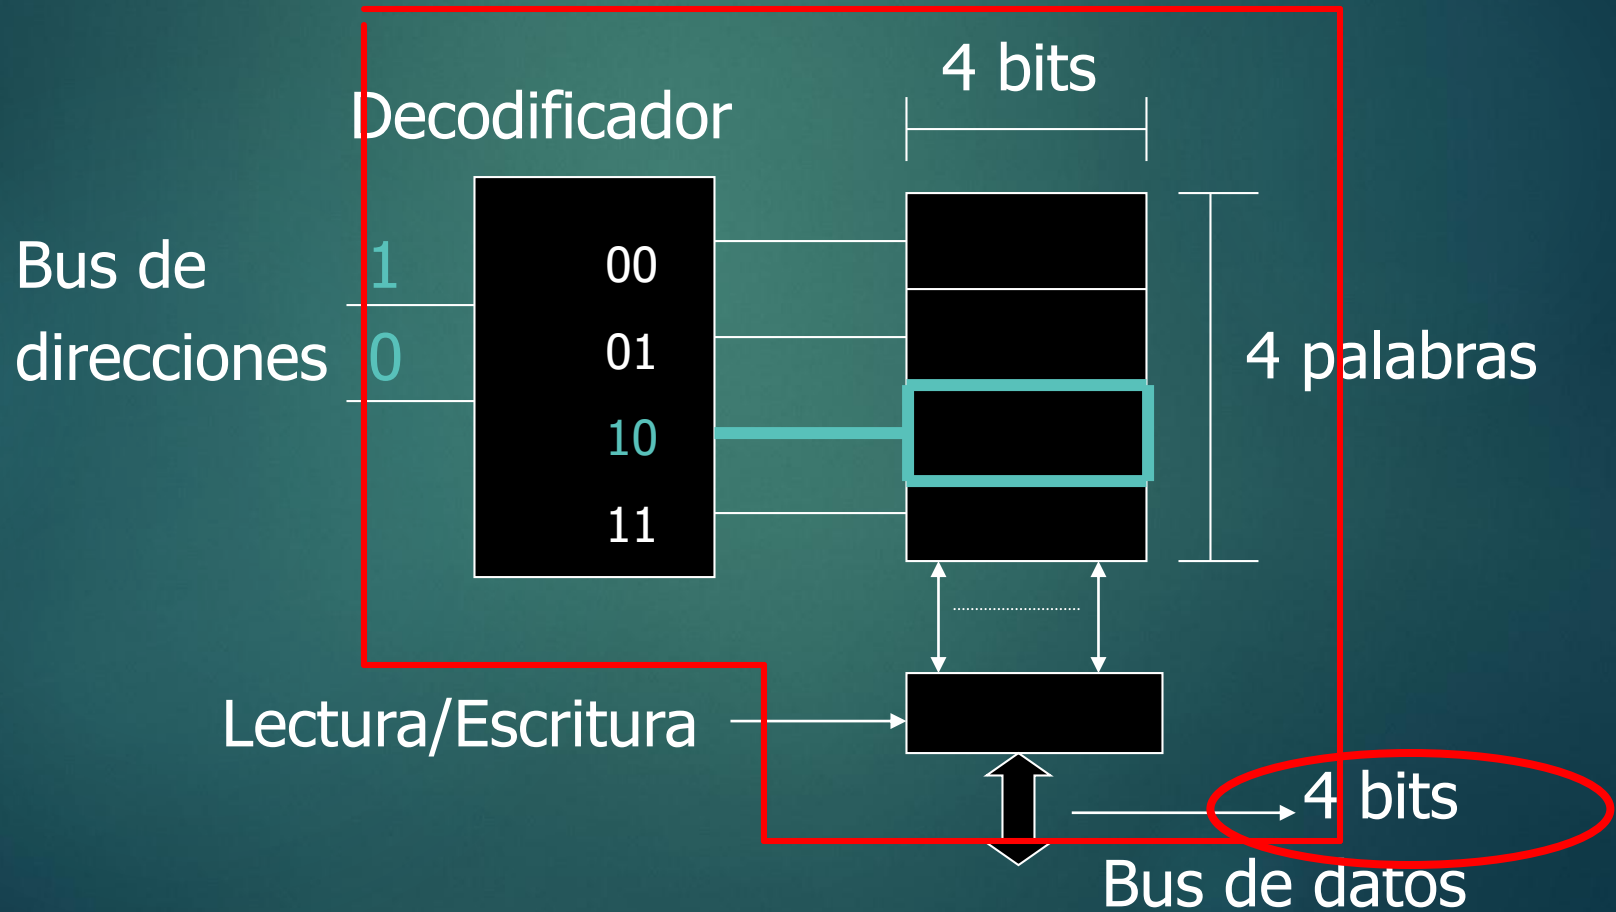 4 bits
Decodificador
Bus de
direcciones
1
0
00
01
10
11
4 palabras
Lectura/Escritura
4 bits
Bus de datos